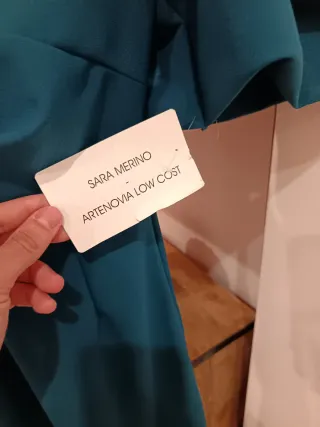 SARA MERINO
-
ARTENOVIA LOW COST